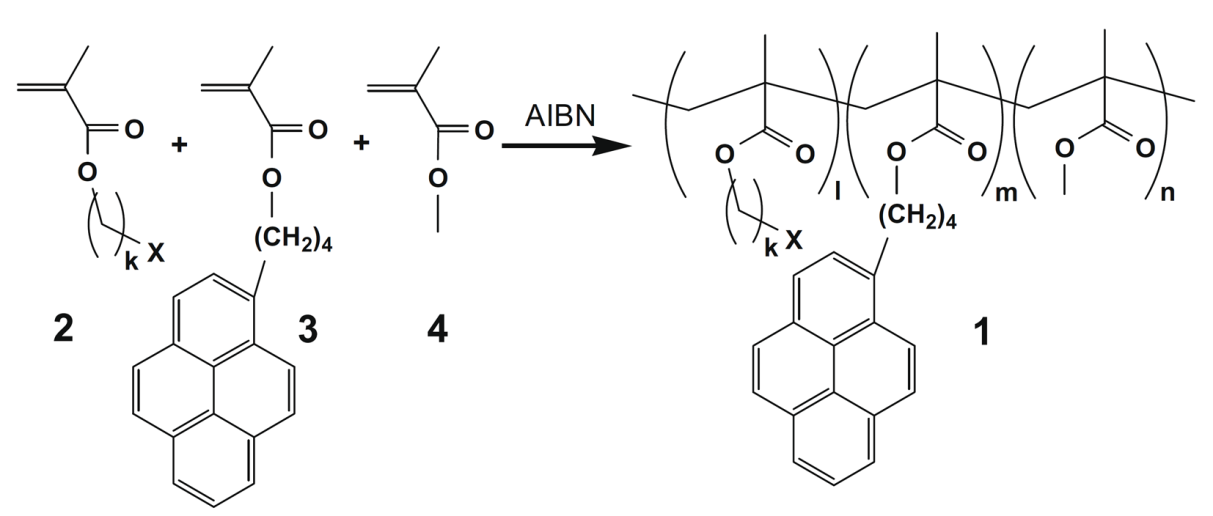 AIBN
+ +
O O O
O O O
(CH₂)₄
k X
2 3 4
O O O
O O O
l m n
(CH₂)₄
k X
1